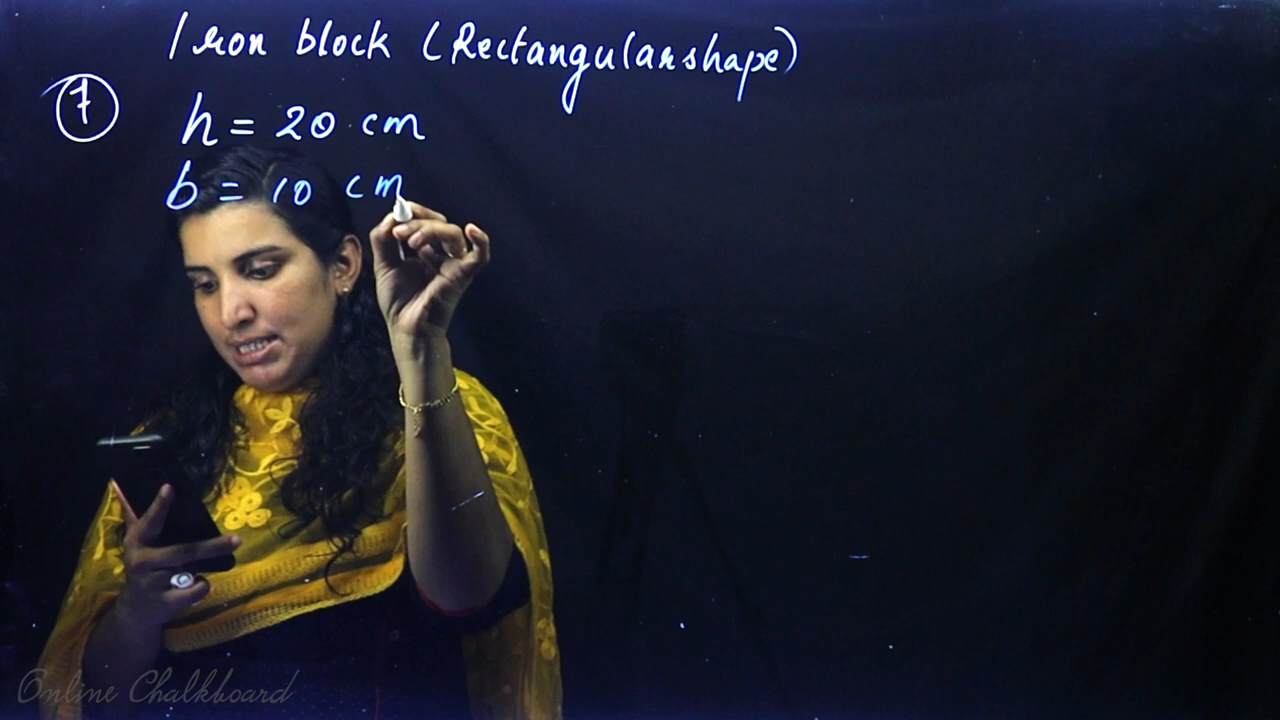 Iron block (Rectangularshape)
7
h = 20 cm
b = 10 cm
Online Chalkboard